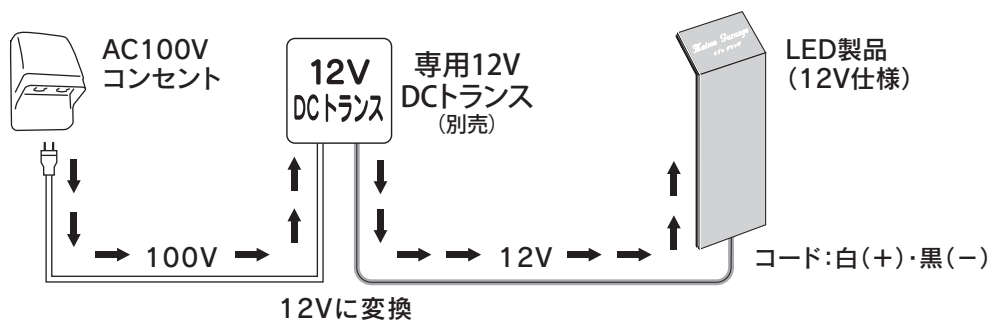 AC100V
コンセント
12V
DCトランス
専用12V
DCトランス
（別売）
LED製品
（12V仕様）
100V
12V
コード：白（＋）・黒（−）
12Vに変換